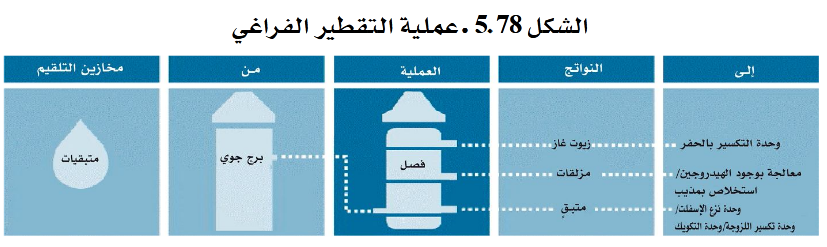 الشكل 5.78. عملية التقطير الفراغي
مخازين التلقيم
من
العملية
النواتج
إلى
متبقيات
برج جوي
فصل
زيوت غاز
وحدة التكسير بالحفر
مزلقات
معالجة بوجود الهيدروجين/
استخلاص بمذيب
متبقٍ
وحدة نزع الإسفلت/
وحدة تكسير اللزوجة/وحدة التكويك